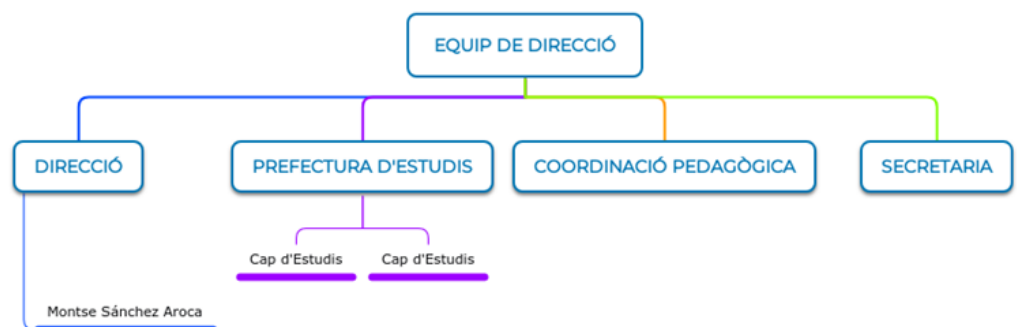 EQUIP DE DIRECCIÓ
DIRECCIÓ
PREFECTURA D'ESTUDIS
COORDINACIÓ PEDAGÒGICA
SECRETARIA
Cap d'Estudis
Cap d'Estudis
Montse Sánchez Aroca